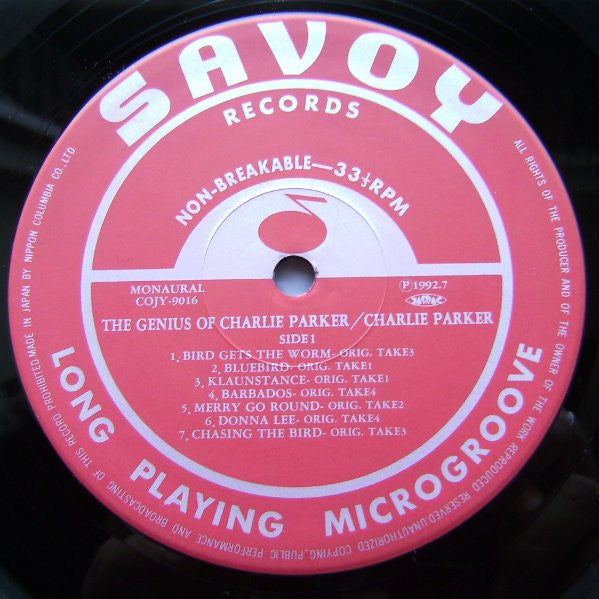 SAVOY
RECORDS
NON-BREAKABLE—33⅓RPM
MONAURAL
COJY-9016
Ⓟ1992.7
JASRAC
THE GENIUS OF CHARLIE PARKER/CHARLIE PARKER
SIDE 1
1, BIRD GETS THE WORM- ORIG. TAKE3
2, BLUEBIRD- ORIG. TAKE1
3, KLAUNSTANCE- ORIG. TAKE1
4, BARBADOS- ORIG. TAKE4
5, MERRY GO ROUND- ORIG. TAKE2
6, DONNA LEE- ORIG. TAKE4
7, CHASING THE BIRD- ORIG. TAKE3
LONG PLAYING MICROGROOVE
ALL RIGHTS OF THE PRODUCER AND OF THE OWNER OF THE WORK REPRODUCED RESERVED.UNAUTHORIZED COPYING,PUBLIC PERFORMANCE AND BROADCASTING OF THIS RECORD PROHIBITED.MADE IN JAPAN BY NIPPON COLUMBIA CO.,LTD.